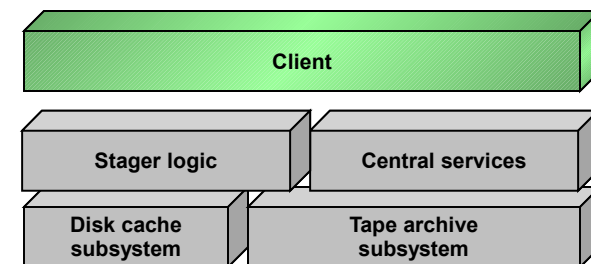 Client
Stager logic
Central services
Disk cache
subsystem
Tape archive
subsystem